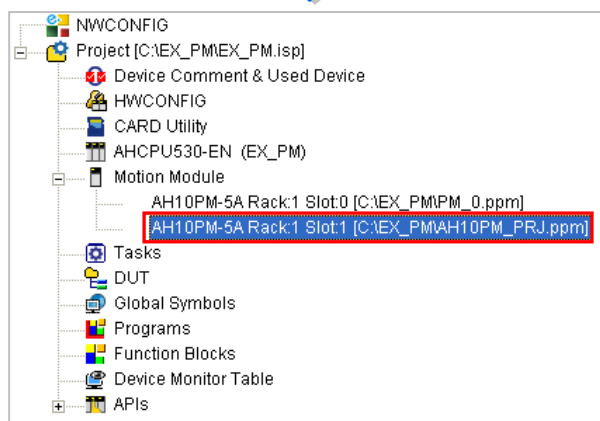 NWCONFIG
Project [C:\EX_PM\EX_PM.isp]
Device Comment & Used Device
HWCONFIG
CARD Utility
AHCPU530-EN (EX_PM)
Motion Module
AH10PM-5A Rack:1 Slot:0 [C:\EX_PM\PM_0.ppm]
AH10PM-5A Rack:1 Slot:1 [C:\EX_PM\AH10PM_PRJ.ppm]
Tasks
DUT
Global Symbols
Programs
Function Blocks
Device Monitor Table
APIs